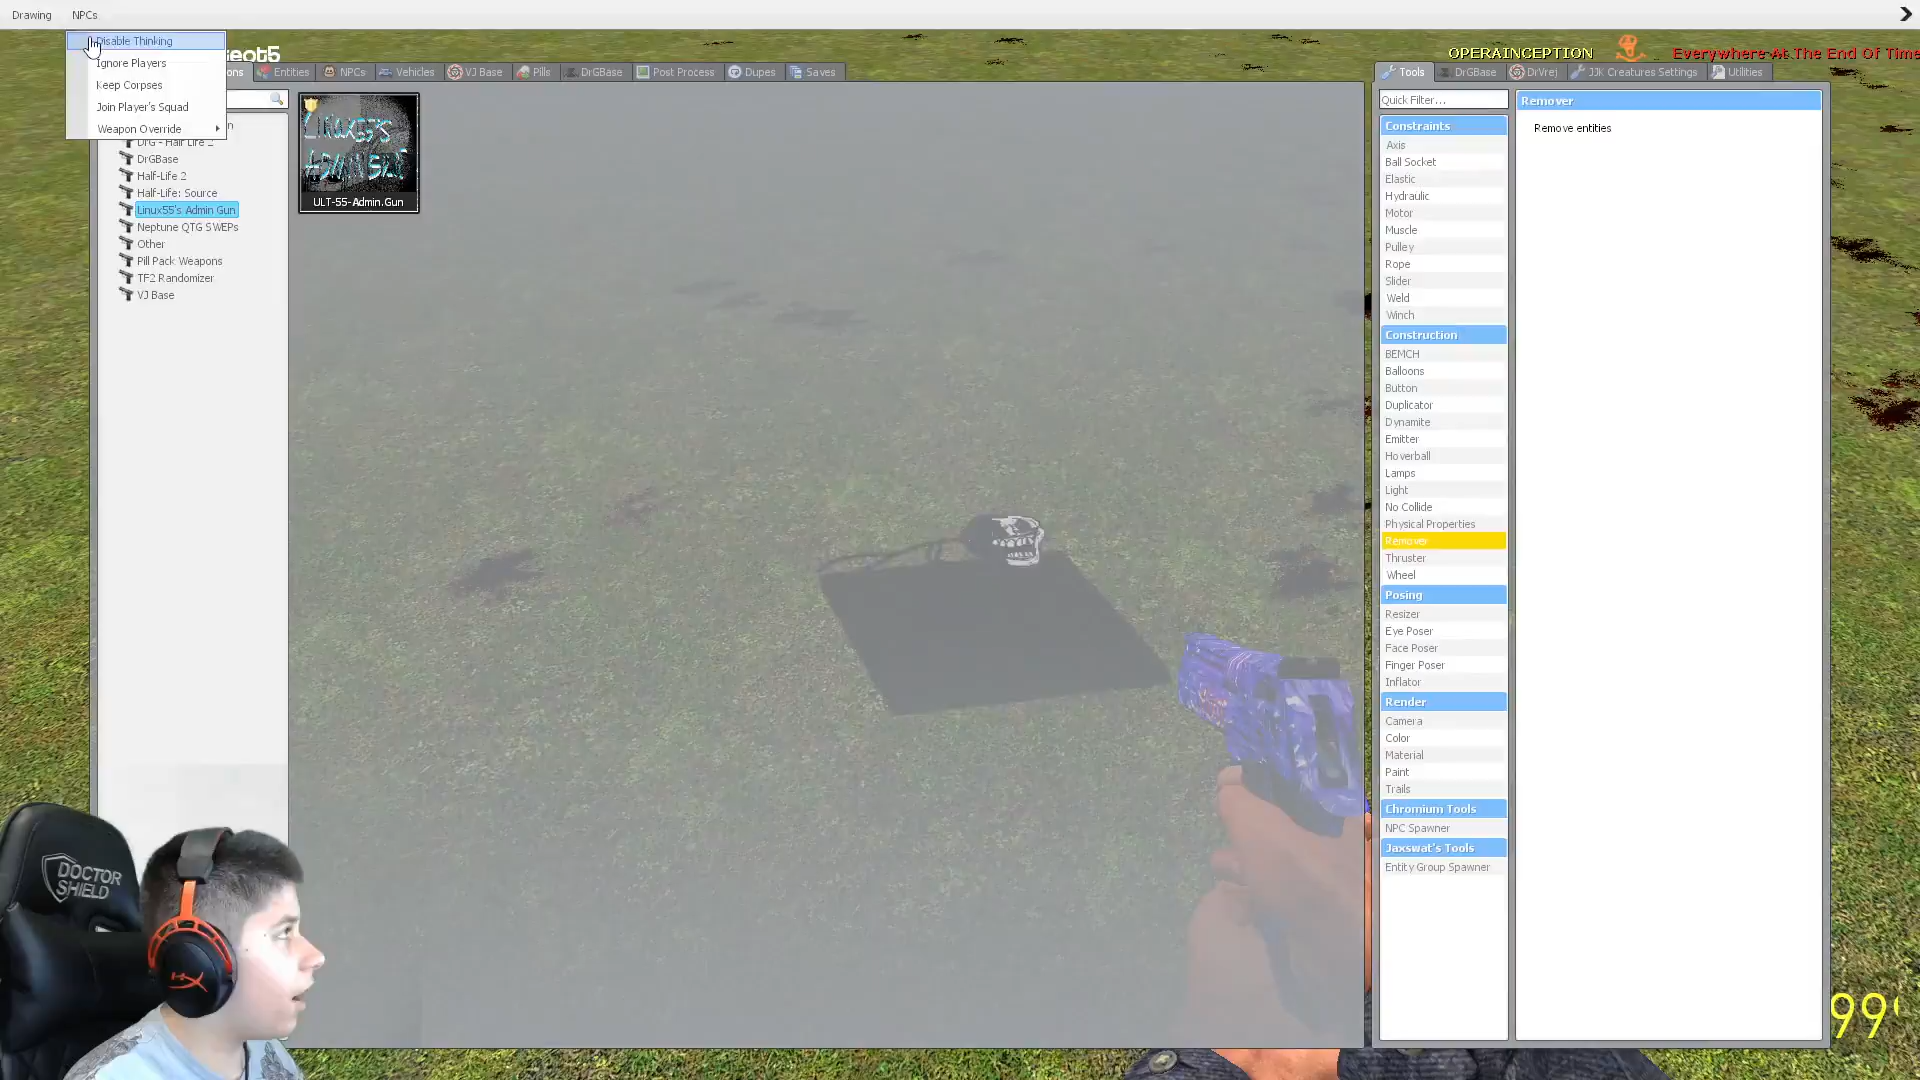 Drawing NPCs
Disable Thinking
Ignore Players
Keep Corpses
Join Player's Squad
Weapon Override
OPERAINCEPTION Everywhere At The End Of Time
Entities NPCs Vehicles VJ Base Pills DrGBase Post Process Dupes Saves
DrGBase
Half-Life 2
Half-Life: Source
Linux55's Admin Gun
Neptune QTG SWEPs
Other
Pill Pack Weapons
TF2 Randomizer
VJ Base
LINUX55'S
ADMIN GUN
ULT-55-Admin.Gun
Tools DrGBase DrVrej JJK Creatures Settings Utilities
Quick Filter...
Constraints
Axis
Ball Socket
Elastic
Hydraulic
Motor
Muscle
Pulley
Rope
Slider
Weld
Winch
Construction
BEMCH
Balloons
Button
Duplicator
Dynamite
Emitter
Hoverball
Lamps
Light
No Collide
Physical Properties
Remover
Thruster
Wheel
Posing
Resizer
Eye Poser
Face Poser
Finger Poser
Inflator
Render
Camera
Color
Material
Paint
Trails
Chromium Tools
NPC Spawner
Jaxswat's Tools
Entity Group Spawner
Remover
Remove entities
DOCTOR
SHIELD